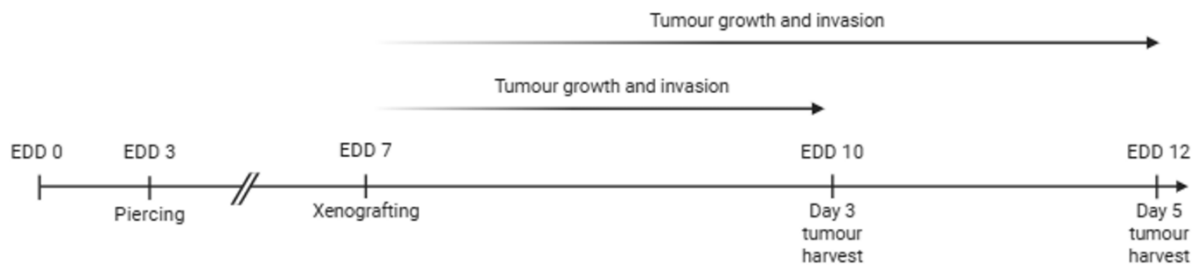 Tumour growth and invasion
Tumour growth and invasion
EDD 0
EDD 3
EDD 7
EDD 10
EDD 12
Piercing
Xenografting
Day 3
tumour
harvest
Day 5
tumour
harvest